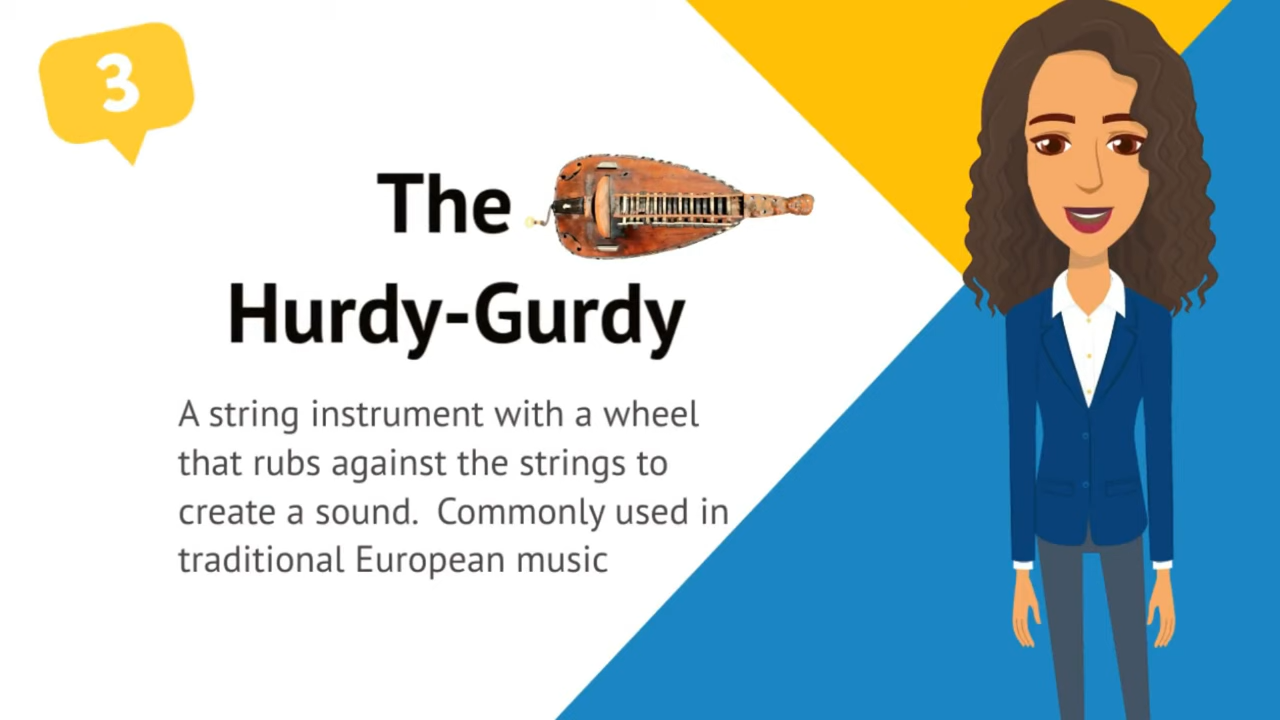 3
The
Hurdy-Gurdy
A string instrument with a wheel
that rubs against the strings to
create a sound.  Commonly used in
traditional European music